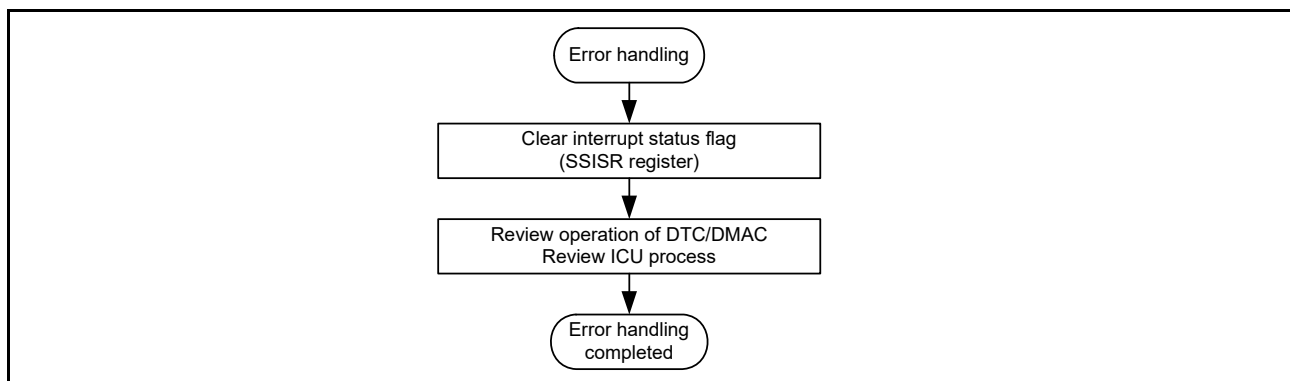 Error handling
Clear interrupt status flag
(SSISR register)
Review operation of DTC/DMAC
Review ICU process
Error handling
completed